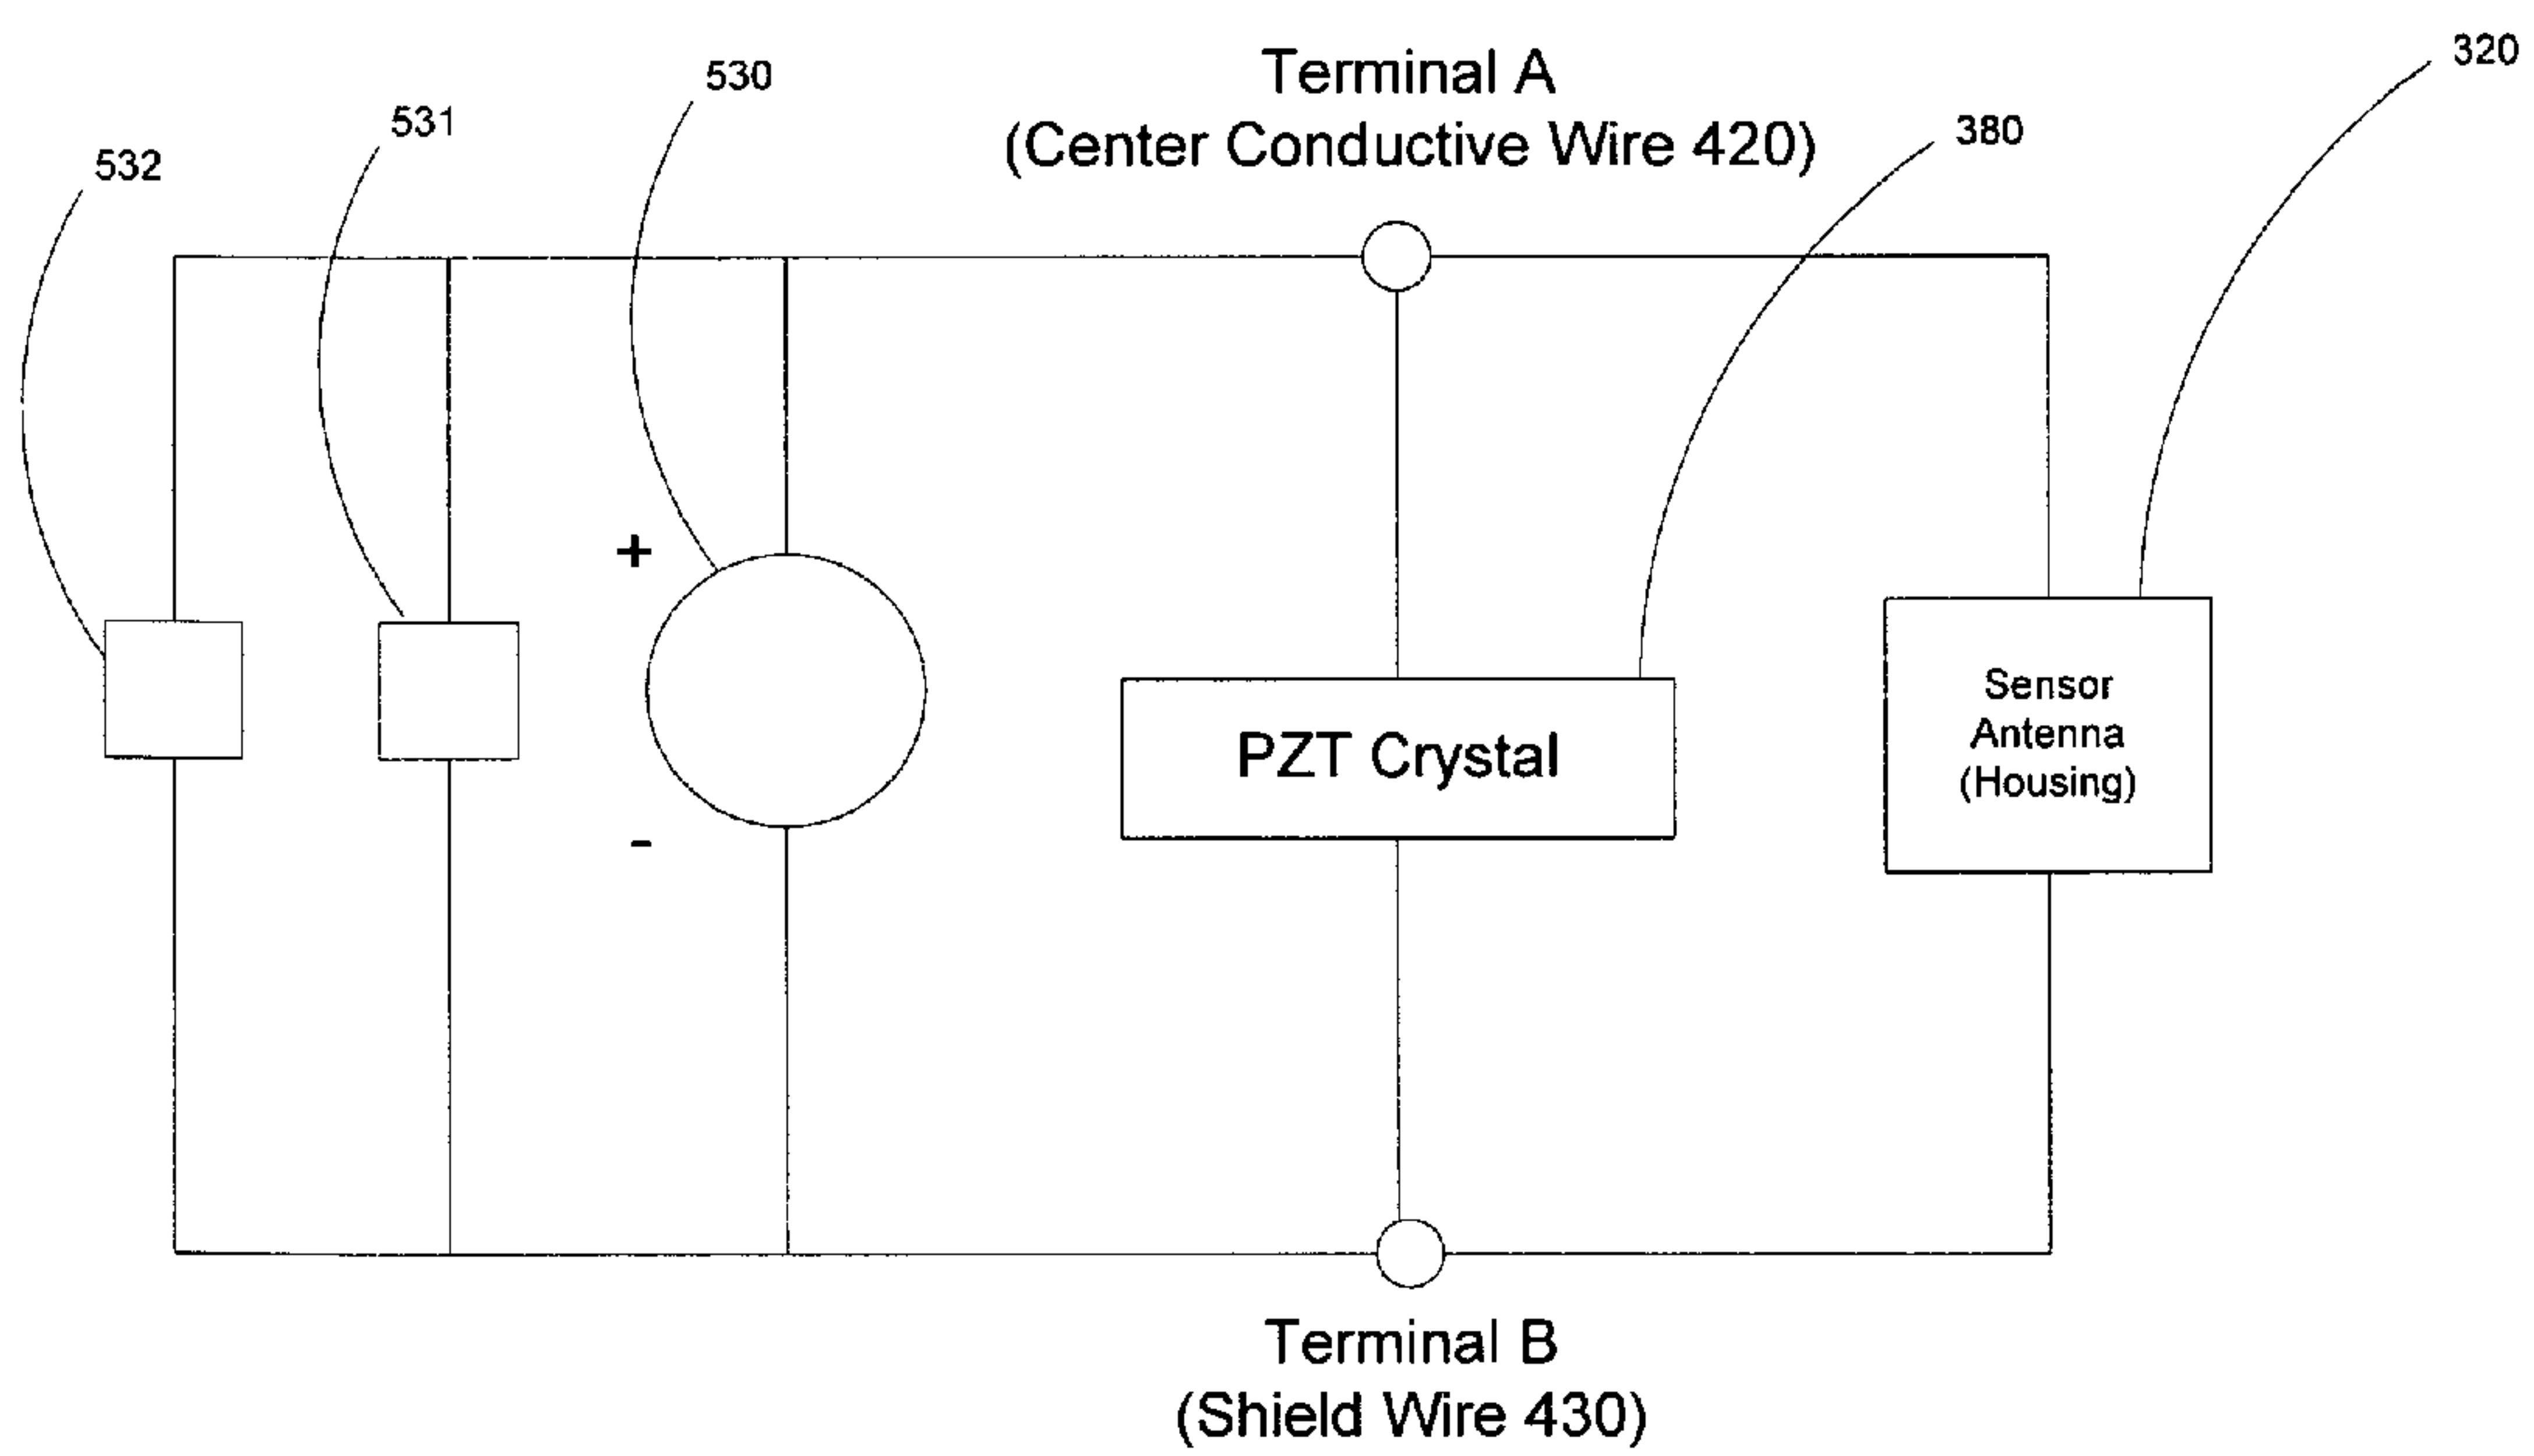 320
530
Terminal A
531
380
(Center Conductive Wire 420)
532
+
Sensor
Antenna
(Housing)
PZT Crystal
-
Terminal B
(Shield Wire 430)